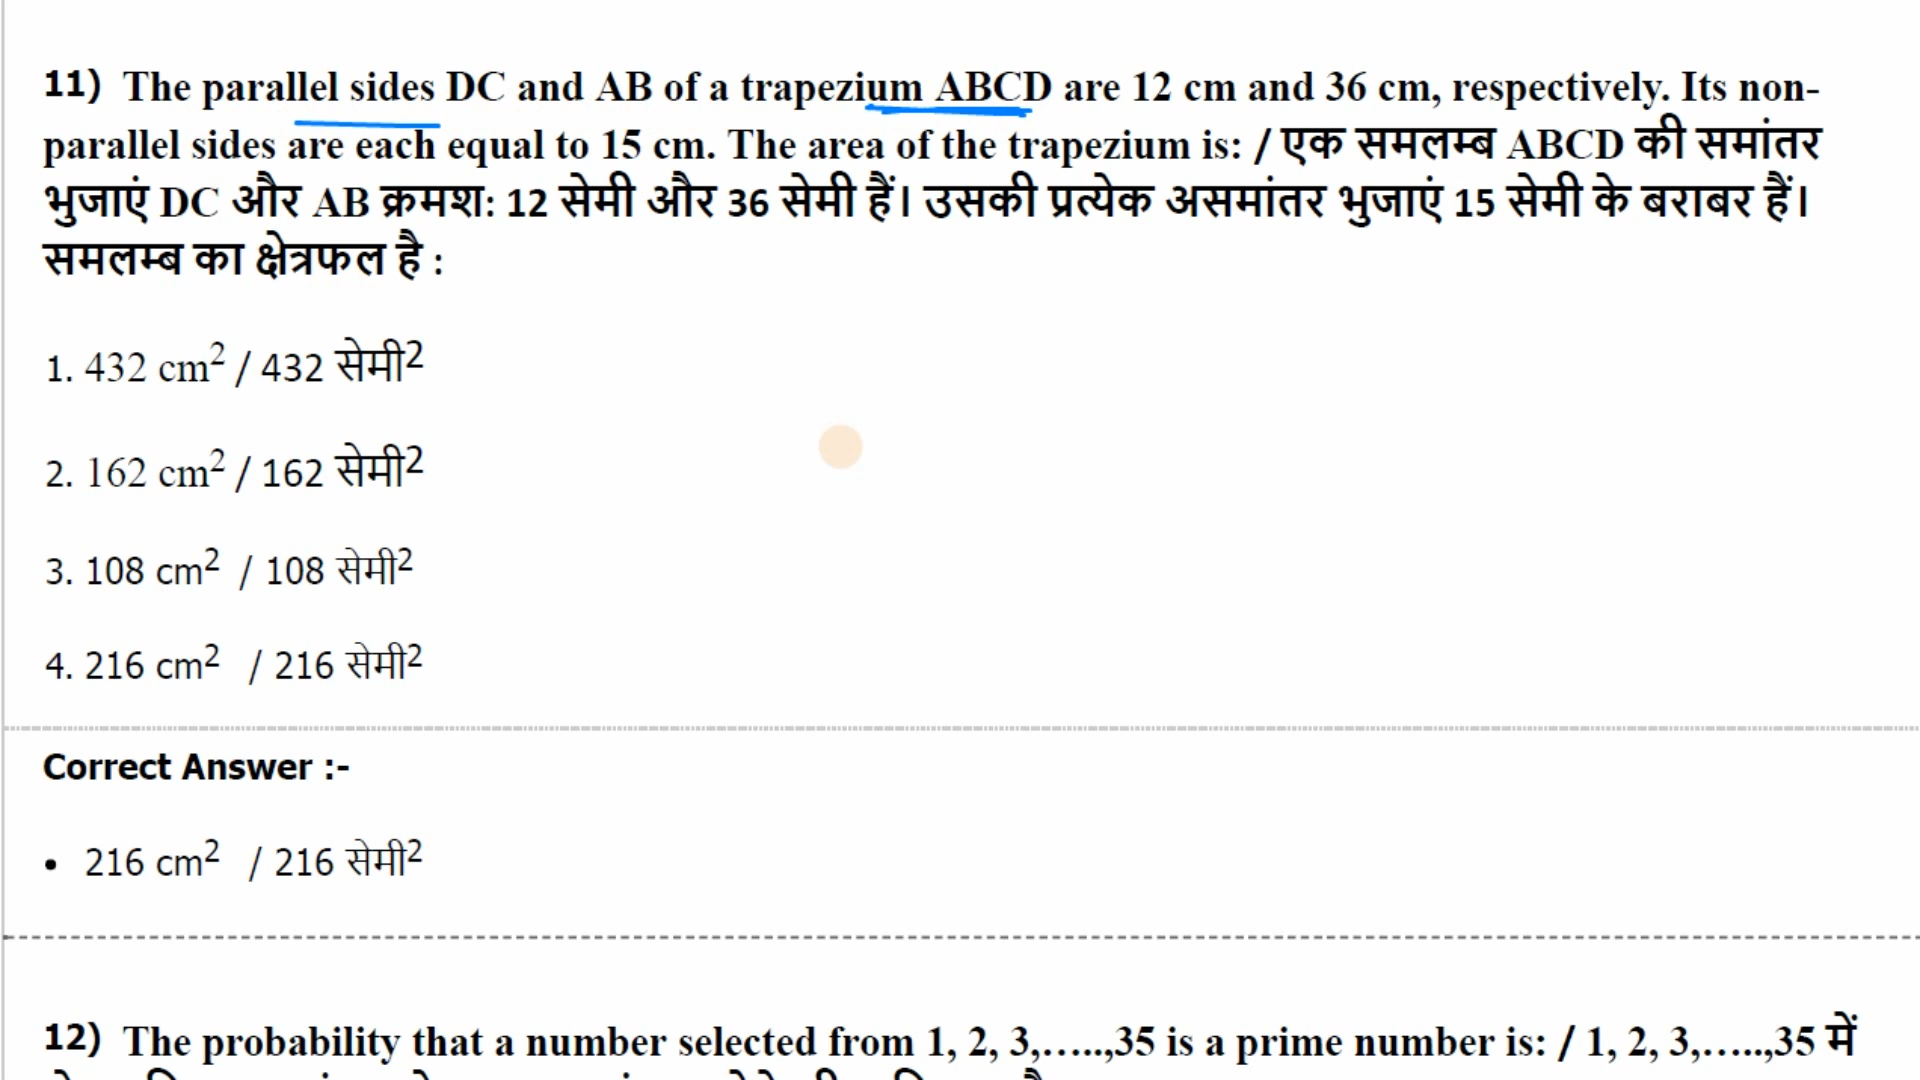 11) The parallel sides DC and AB of a trapezium ABCD are 12 cm and 36 cm, respectively. Its non-
parallel sides are each equal to 15 cm. The area of the trapezium is: / एक समलम्ब ABCD की समांतर
भुजाएं DC और AB क्रमश: 12 सेमी और 36 सेमी हैं। उसकी प्रत्येक असमांतर भुजाएं 15 सेमी के बराबर हैं।
समलम्ब का क्षेत्रफल है :
1. 432 cm² / 432 सेमी²
2. 162 cm² / 162 सेमी²
3. 108 cm² / 108 सेमी²
4. 216 cm² / 216 सेमी²
Correct Answer :-
• 216 cm² / 216 सेमी²
12) The probability that a number selected from 1, 2, 3,…..,35 is a prime number is: / 1, 2, 3,…..,35 में